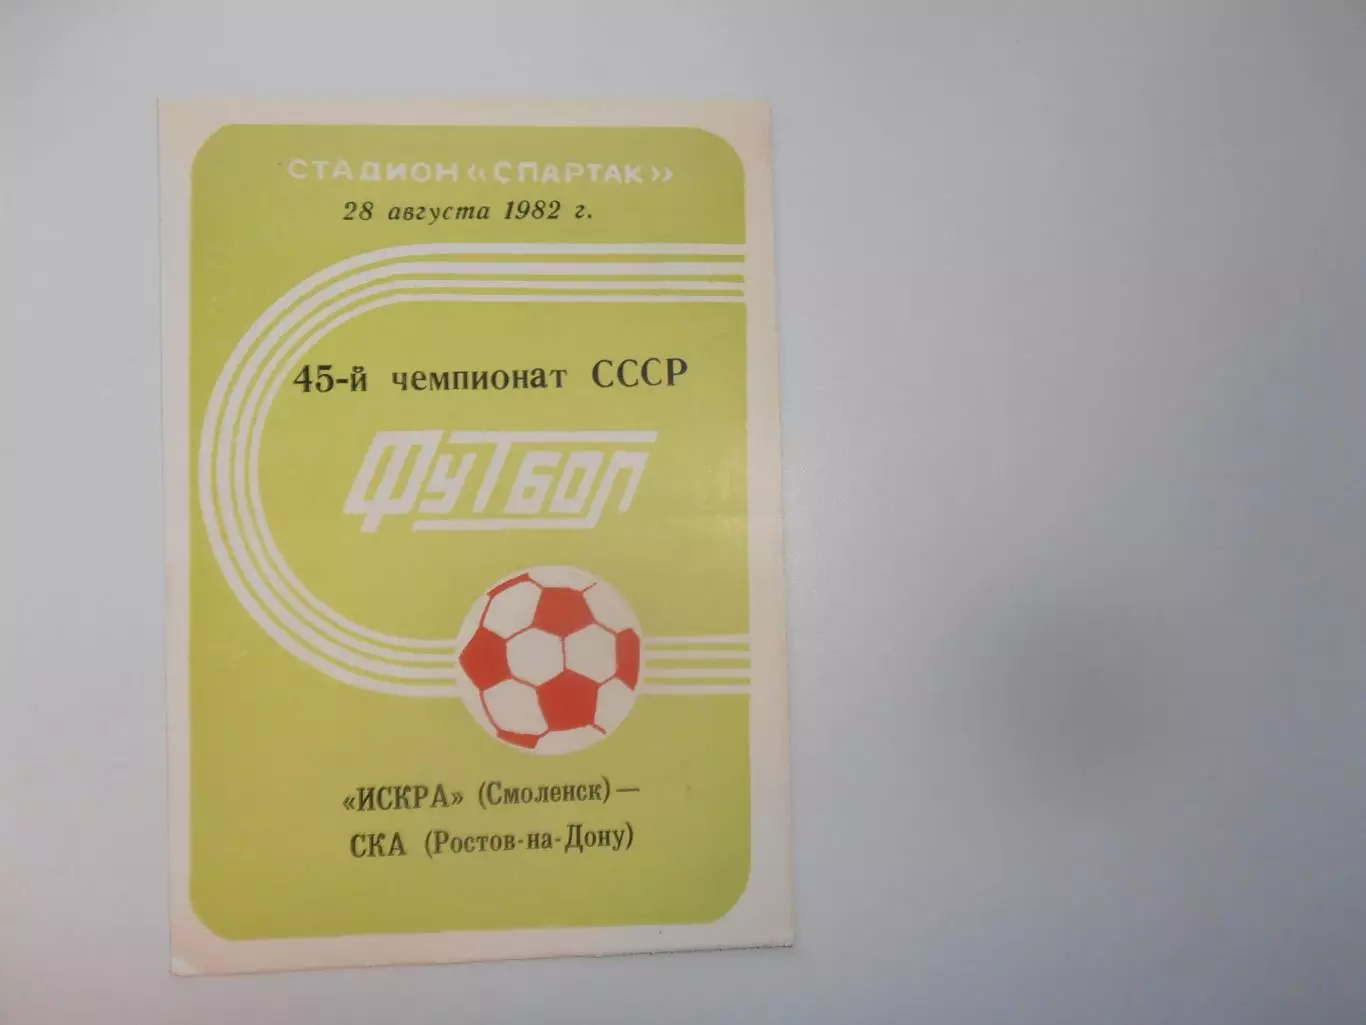 СТАДИОН «СПАРТАК»
28 августа 1982 г.
45-й чемпионат СССР
ФУТБОЛ
«ИСКРА» (Смоленск) —
СКА (Ростов-на-Дону)